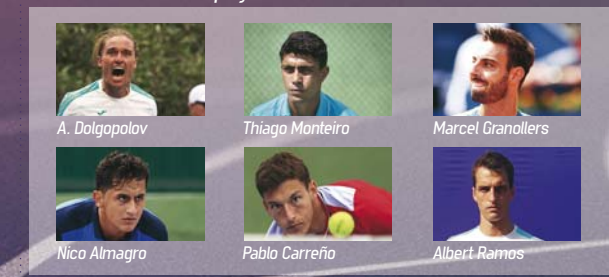 A. Dolgopolov
Thiago Monteiro
Marcel Granollers
Nico Almagro
Pablo Carreño
Albert Ramos